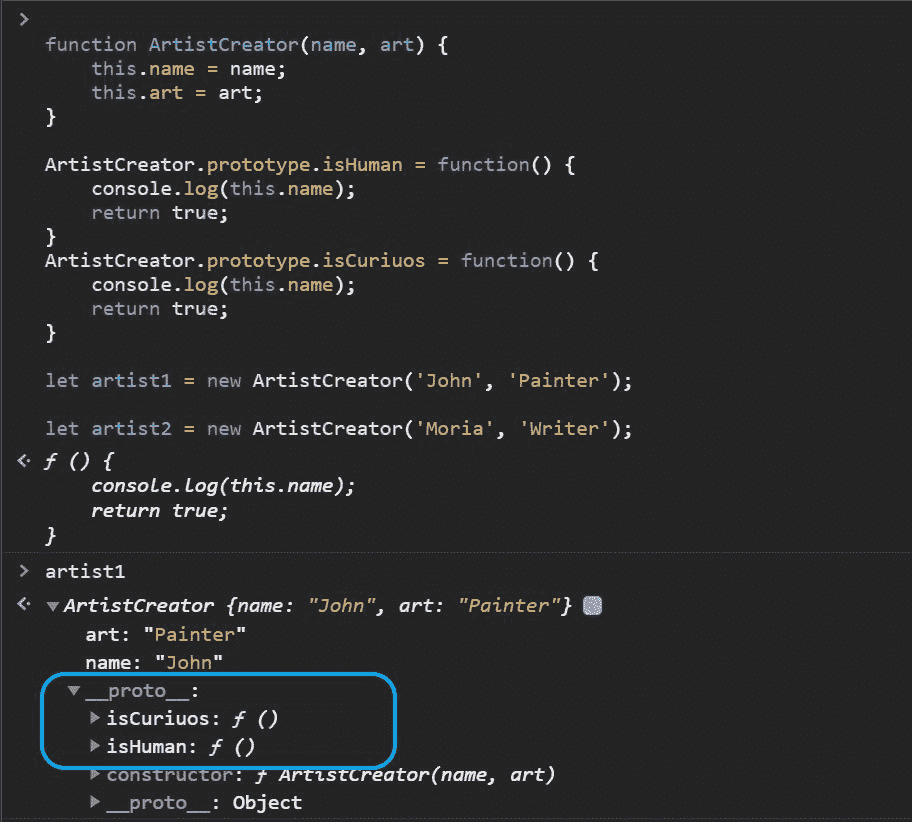 >
function ArtistCreator(name, art) {
    this.name = name;
    this.art = art;
}

ArtistCreator.prototype.isHuman = function() {
    console.log(this.name);
    return true;
}
ArtistCreator.prototype.isCuriuos = function() {
    console.log(this.name);
    return true;
}

let artist1 = new ArtistCreator('John', 'Painter');

let artist2 = new ArtistCreator('Moria', 'Writer');
ƒ () {
    console.log(this.name);
    return true;
}
> artist1
ArtistCreator {name: "John", art: "Painter"}
art: "Painter"
name: "John"
__proto__:
isCuriuos: ƒ ()
isHuman: ƒ ()
constructor: ƒ ArtistCreator(name, art)
__proto__: Object